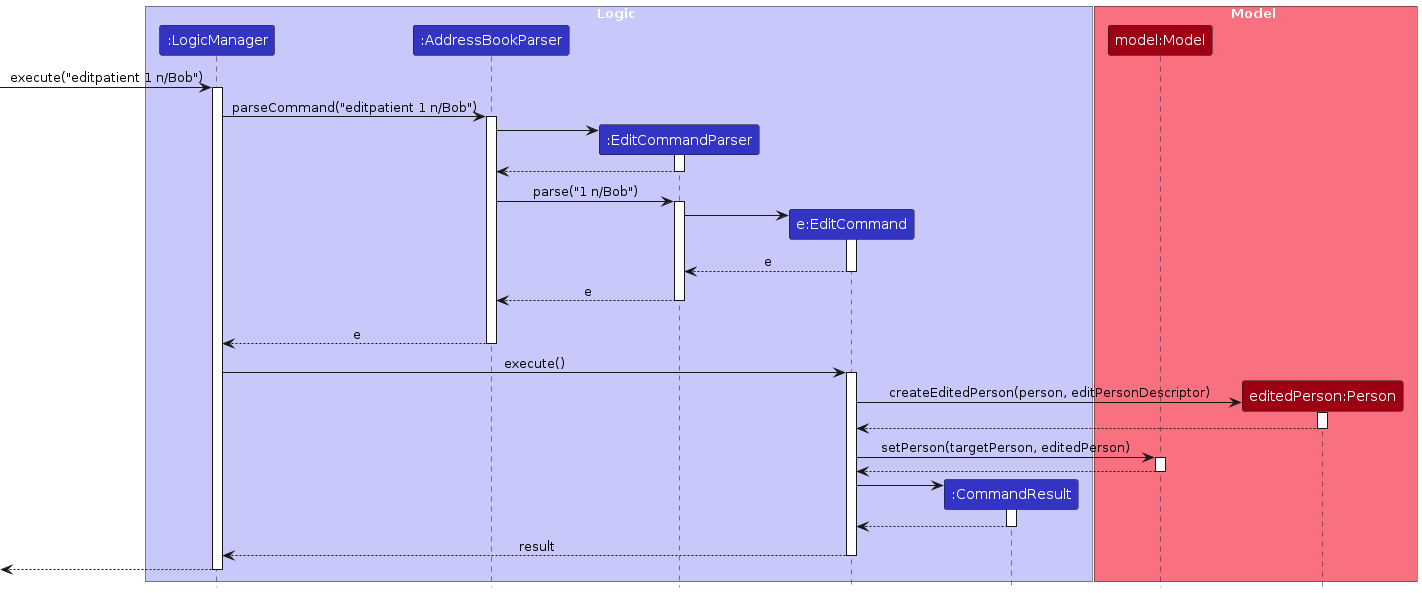 Logic
Model
:LogicManager
:AddressBookParser
model:Model
execute("editpatient 1 n/Bob")
parseCommand("editpatient 1 n/Bob")
:EditCommandParser
parse("1 n/Bob")
e:EditCommand
e
e
e
execute()
createEditedPerson(person, editPersonDescriptor)
editedPerson:Person
setPerson(targetPerson, editedPerson)
:CommandResult
result